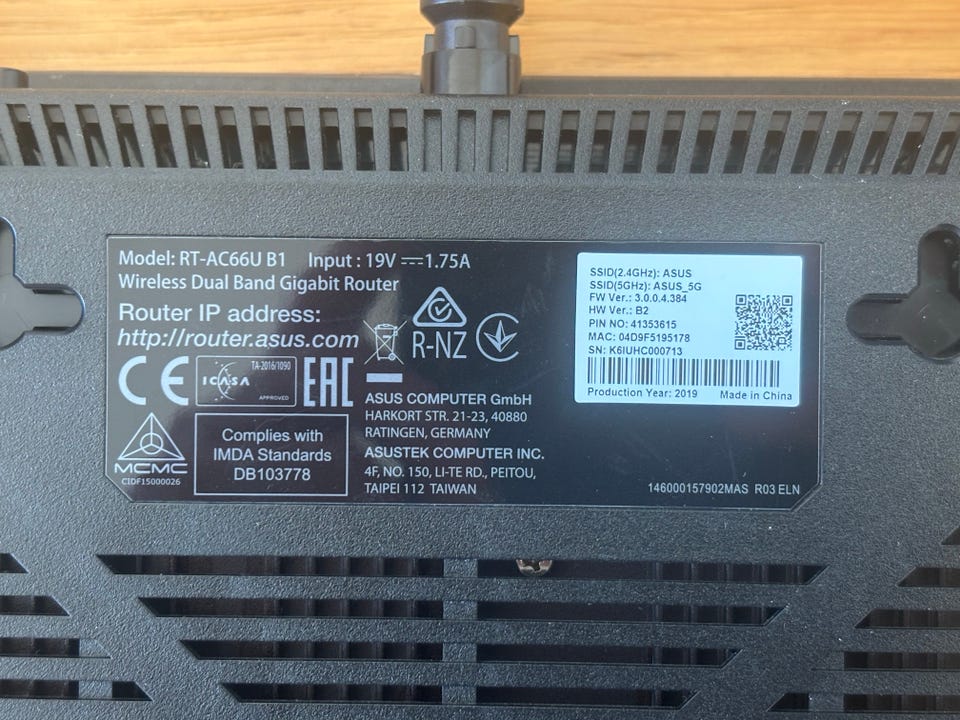 Model: RT-AC66U B1 Input : 19V ⎓1.75A
Wireless Dual Band Gigabit Router
Router IP address:
http://router.asus.com
R-NZ
CE
ICASA
TA-2016/1090
APPROVED
EAC
MCMC
CIDF15000026
Complies with
IMDA Standards
DB103778
ASUS COMPUTER GmbH
HARKORT STR. 21-23, 40880
RATINGEN, GERMANY
ASUSTEK COMPUTER INC.
4F, NO. 150, LI-TE RD., PEITOU,
TAIPEI 112 TAIWAN
SSID(2.4GHz): ASUS
SSID(5GHz): ASUS_5G
FW Ver.: 3.0.0.4.384
HW Ver.: B2
PIN NO: 41353615
MAC: 04D9F5195178
SN: K6IUHC000713
Production Year: 2019 Made in China
146000157902MAS R03 ELN